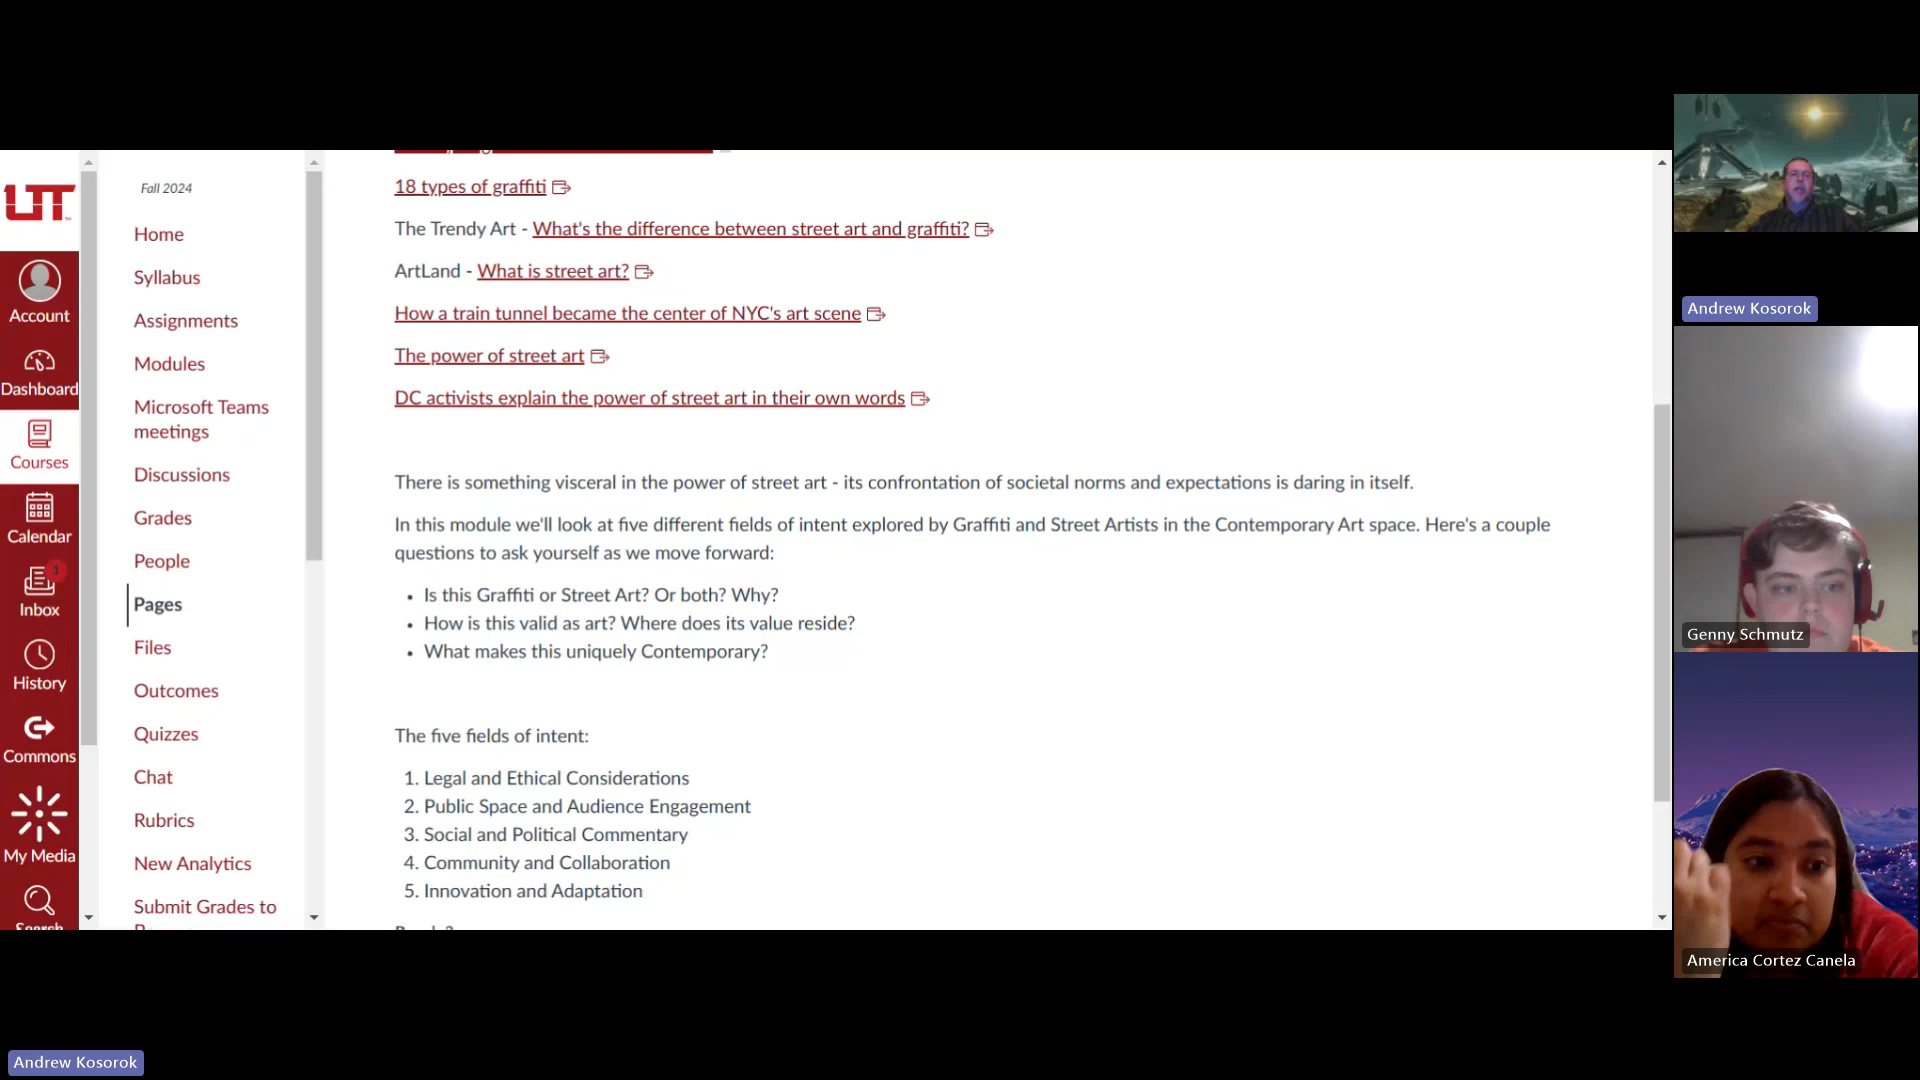 UT
Account
Dashboard
Courses
Calendar
1
Inbox
History
Commons
My Media
Fall 2024
Home
Syllabus
Assignments
Modules
Microsoft Teams
meetings
Discussions
Grades
People
Pages
Files
Outcomes
Quizzes
Chat
Rubrics
New Analytics
Submit Grades to
18 types of graffiti
The Trendy Art - What's the difference between street art and graffiti?
ArtLand - What is street art?
How a train tunnel became the center of NYC's art scene
The power of street art
DC activists explain the power of street art in their own words
There is something visceral in the power of street art - its confrontation of societal norms and expectations is daring in itself.
In this module we'll look at five different fields of intent explored by Graffiti and Street Artists in the Contemporary Art space. Here's a couple
questions to ask yourself as we move forward:
• Is this Graffiti or Street Art? Or both? Why?
• How is this valid as art? Where does its value reside?
• What makes this uniquely Contemporary?
The five fields of intent:
1. Legal and Ethical Considerations
2. Public Space and Audience Engagement
3. Social and Political Commentary
4. Community and Collaboration
5. Innovation and Adaptation
Andrew Kosorok
Genny Schmutz
America Cortez Canela
Andrew Kosorok